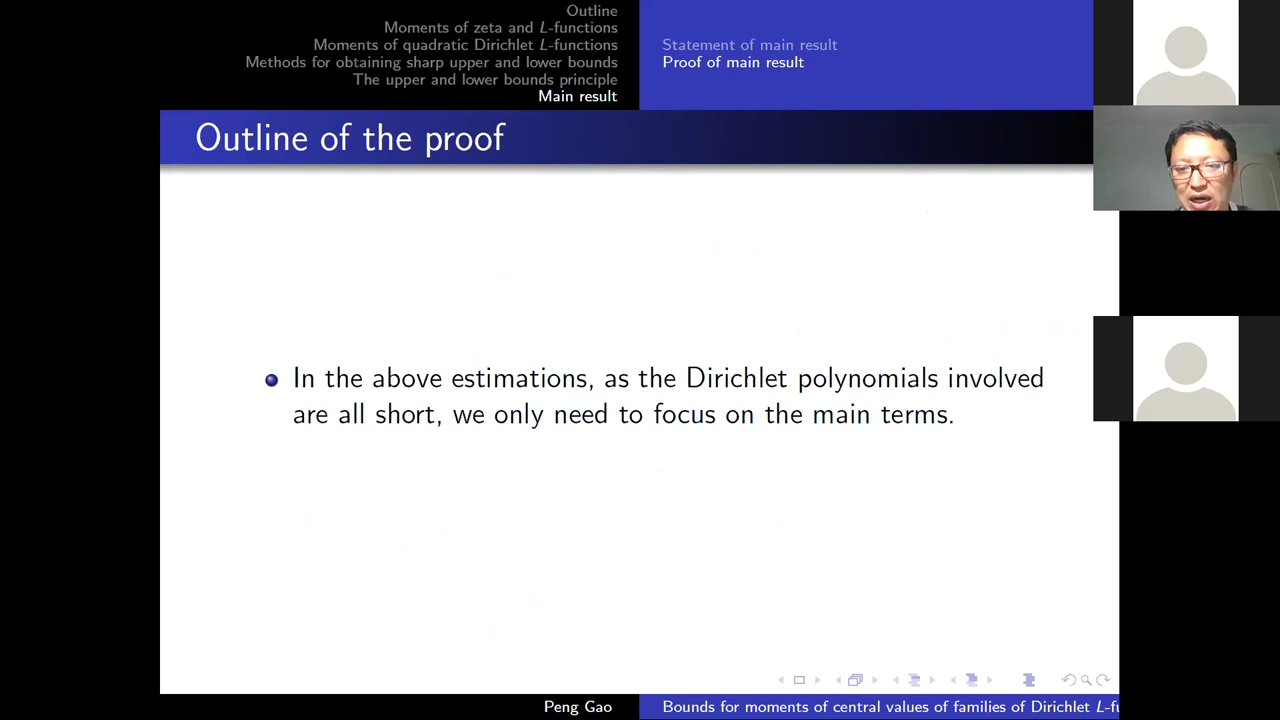 Outline
Moments of zeta and L-functions
Moments of quadratic Dirichlet L-functions
Methods for obtaining sharp upper and lower bounds
The upper and lower bounds principle
Main result
Statement of main result
Proof of main result
Outline of the proof
In the above estimations, as the Dirichlet polynomials involved
are all short, we only need to focus on the main terms.
Peng Gao
Bounds for moments of central values of families of Dirichlet L-fu